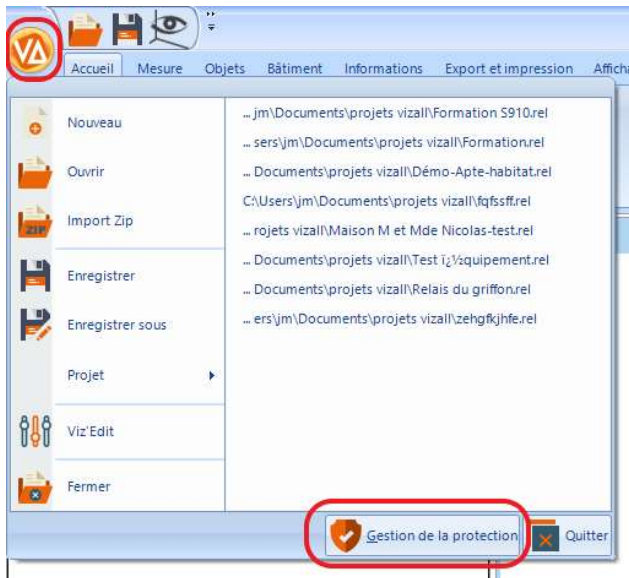 VA
Accueil Mesure Objets Bâtiment Informations Export et impression Affich
Nouveau
Ouvrir
ZIP Import Zip
Enregistrer
Enregistrer sous
Projet
Viz'Edit
Fermer
... jm\Documents\projets vizall\Formation S910.rel
... sers\jm\Documents\projets vizall\Formation.rel
... Documents\projets vizall\Démo-Apte-habitat.rel
C:\Users\jm\Documents\projets vizall\fqfssff.rel
... rojets vizall\Maison M et Mde Nicolas-test.rel
... Documents\projets vizall\Test ï¿½quipement.rel
... Documents\projets vizall\Relais du griffon.rel
... ers\jm\Documents\projets vizall\zehgfkjhfe.rel
Gestion de la protection Quitter